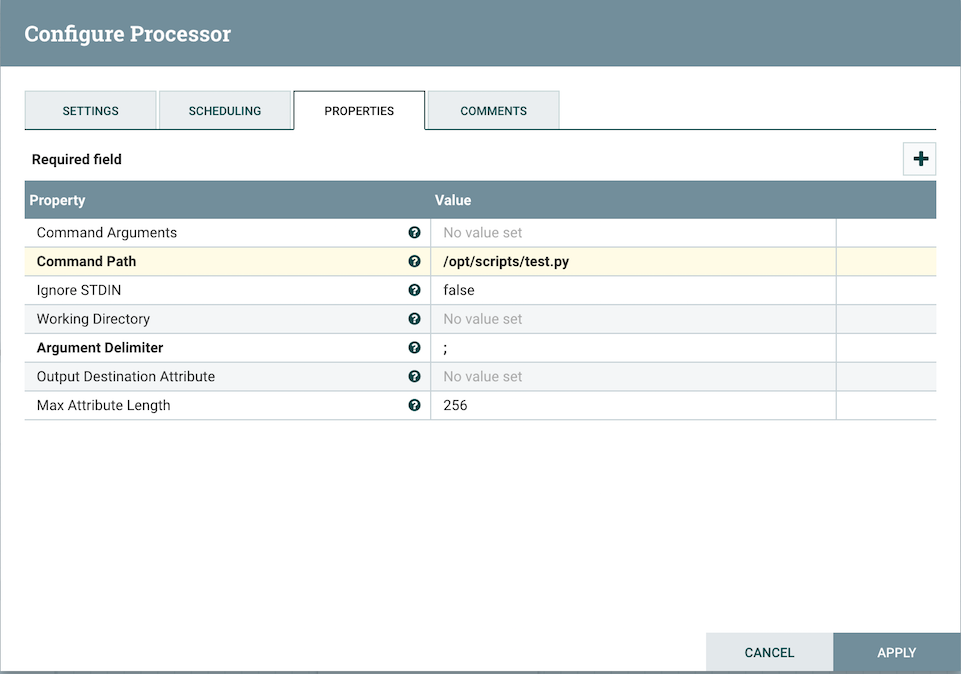 Configure Processor
SETTINGS SCHEDULING PROPERTIES COMMENTS
Required field
Property Value
Command Arguments No value set
Command Path /opt/scripts/test.py
Ignore STDIN false
Working Directory No value set
Argument Delimiter ;
Output Destination Attribute No value set
Max Attribute Length 256
CANCEL APPLY